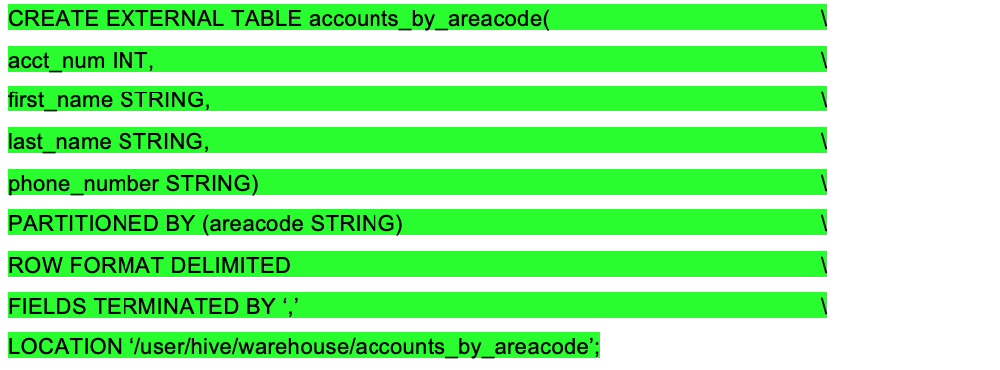 CREATE EXTERNAL TABLE accounts_by_areacode( \
acct_num INT, \
first_name STRING, \
last_name STRING, \
phone_number STRING) \
PARTITIONED BY (areacode STRING) \
ROW FORMAT DELIMITED \
FIELDS TERMINATED BY ‘,’ \
LOCATION ‘/user/hive/warehouse/accounts_by_areacode’;